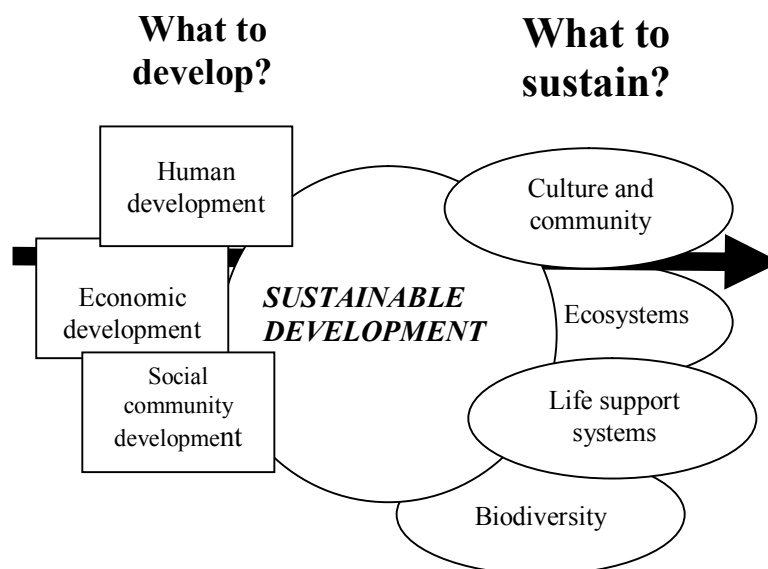 What to
develop?
What to
sustain?
Human
development
Economic
development
Social
community
development
SUSTAINABLE
DEVELOPMENT
Culture and
community
Ecosystems
Life support
systems
Biodiversity